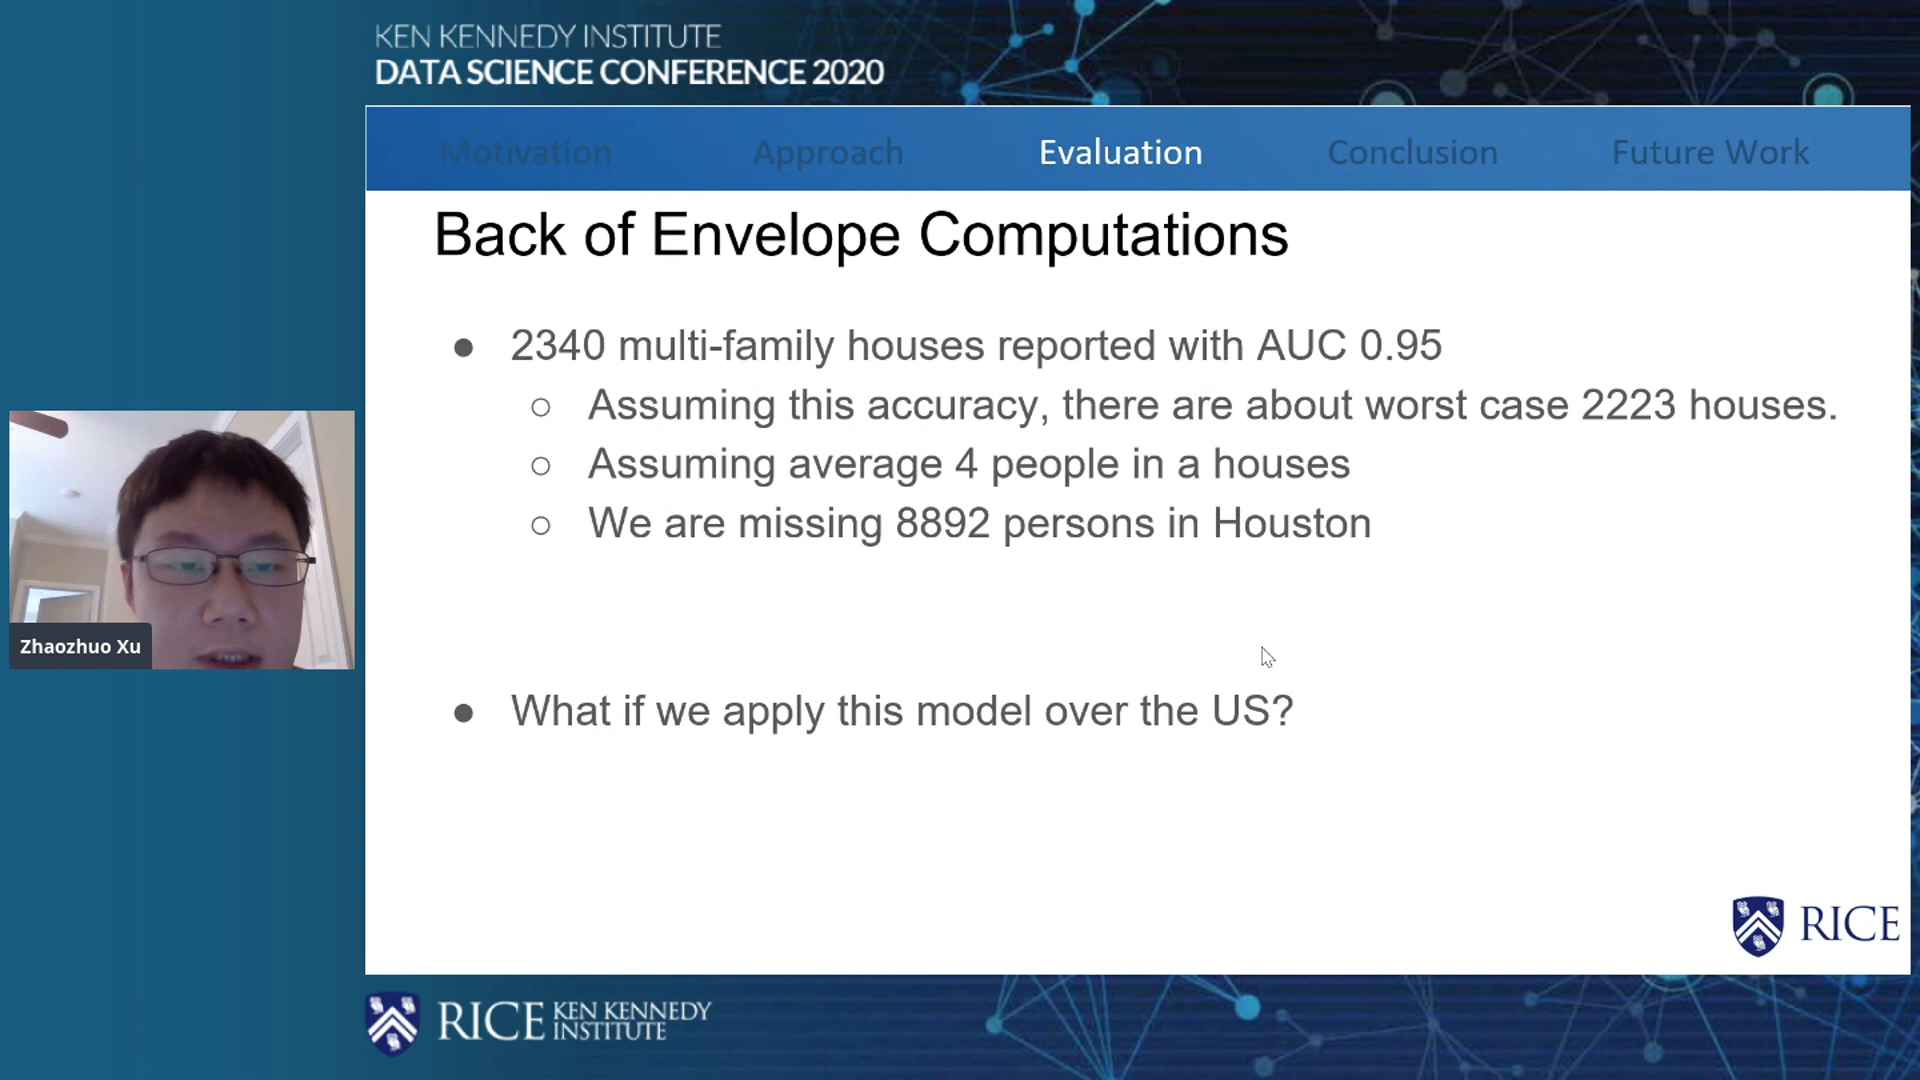 KEN KENNEDY INSTITUTE
DATA SCIENCE CONFERENCE 2020
Motivation Approach Evaluation Conclusion Future Work
Back of Envelope Computations
● 2340 multi-family houses reported with AUC 0.95
○ Assuming this accuracy, there are about worst case 2223 houses.
○ Assuming average 4 people in a houses
○ We are missing 8892 persons in Houston
Zhaozhuo Xu
● What if we apply this model over the US?
RICE
RICE KEN KENNEDY
INSTITUTE